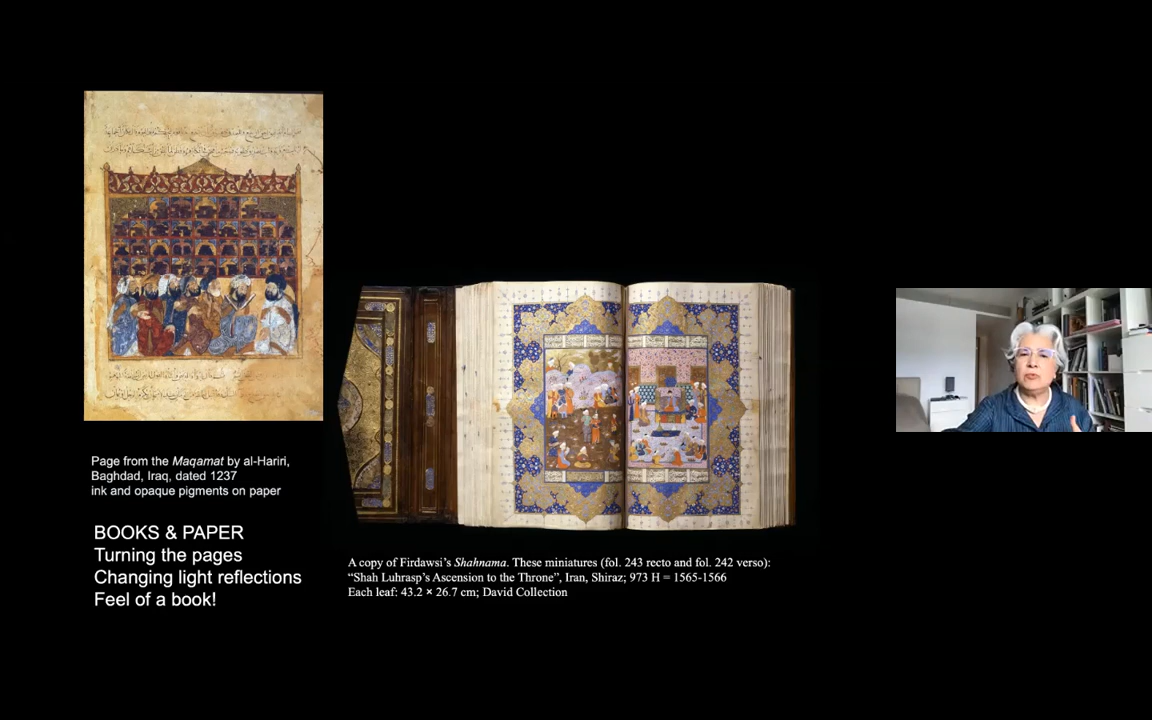 Page from the Maqamat by al-Hariri,
Baghdad, Iraq, dated 1237
ink and opaque pigments on paper
BOOKS & PAPER
Turning the pages
Changing light reflections
Feel of a book!
A copy of Firdawsi's Shahnama. These miniatures (fol. 243 recto and fol. 242 verso):
“Shah Luhrasp's Ascension to the Throne”, Iran, Shiraz; 973 H = 1565-1566
Each leaf: 43.2 × 26.7 cm; David Collection